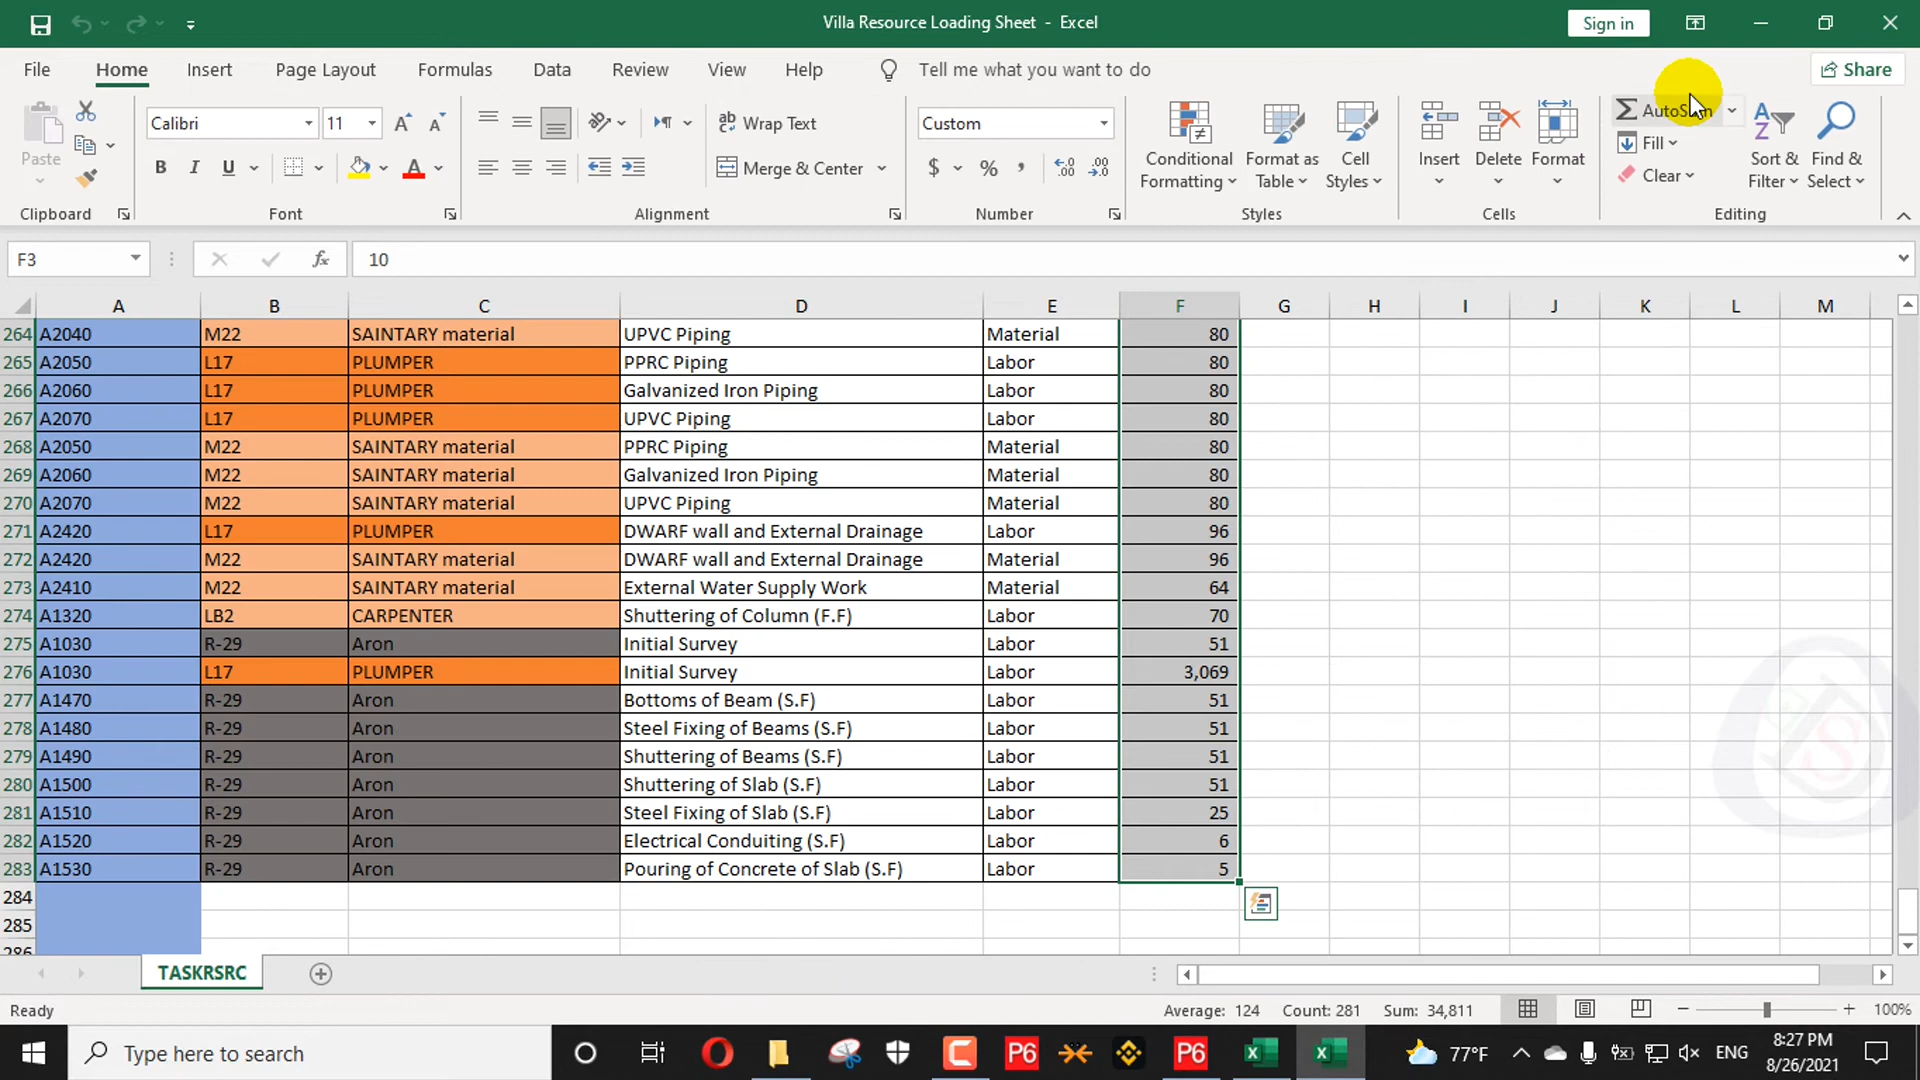 Villa Resource Loading Sheet - Excel
Sign in
File Home Insert Page Layout Formulas Data Review View Help Tell me what you want to do Share
Paste
Calibri 11
B I U
Wrap Text
Merge & Center
Custom
$ %
Conditional Formatting
Format as Table
Cell Styles
Insert Delete Format
AutoSum
Fill
Clear
Sort & Filter
Find & Select
Clipboard Font Alignment Number Styles Cells Editing
F3 fx 10
A B C D E F G H I J K L M
264 A2040 M22 SAINTARY material UPVC Piping Material 80
265 A2050 L17 PLUMPER PPRC Piping Labor 80
266 A2060 L17 PLUMPER Galvanized Iron Piping Labor 80
267 A2070 L17 PLUMPER UPVC Piping Labor 80
268 A2050 M22 SAINTARY material PPRC Piping Material 80
269 A2060 M22 SAINTARY material Galvanized Iron Piping Material 80
270 A2070 M22 SAINTARY material UPVC Piping Material 80
271 A2420 L17 PLUMPER DWARF wall and External Drainage Labor 96
272 A2420 M22 SAINTARY material DWARF wall and External Drainage Material 96
273 A2410 M22 SAINTARY material External Water Supply Work Material 64
274 A1320 LB2 CARPENTER Shuttering of Column (F.F) Labor 70
275 A1030 R-29 Aron Initial Survey Labor 51
276 A1030 L17 PLUMPER Initial Survey Labor 3,069
277 A1470 R-29 Aron Bottoms of Beam (S.F) Labor 51
278 A1480 R-29 Aron Steel Fixing of Beams (S.F) Labor 51
279 A1490 R-29 Aron Shuttering of Beams (S.F) Labor 51
280 A1500 R-29 Aron Shuttering of Slab (S.F) Labor 51
281 A1510 R-29 Aron Steel Fixing of Slab (S.F) Labor 25
282 A1520 R-29 Aron Electrical Conduiting (S.F) Labor 6
283 A1530 R-29 Aron Pouring of Concrete of Slab (S.F) Labor 5
284
285
286
TASKRSRC
Ready Average: 124 Count: 281 Sum: 34,811 100%
Type here to search P6 P6 77°F ENG 8:27 PM
8/26/2021